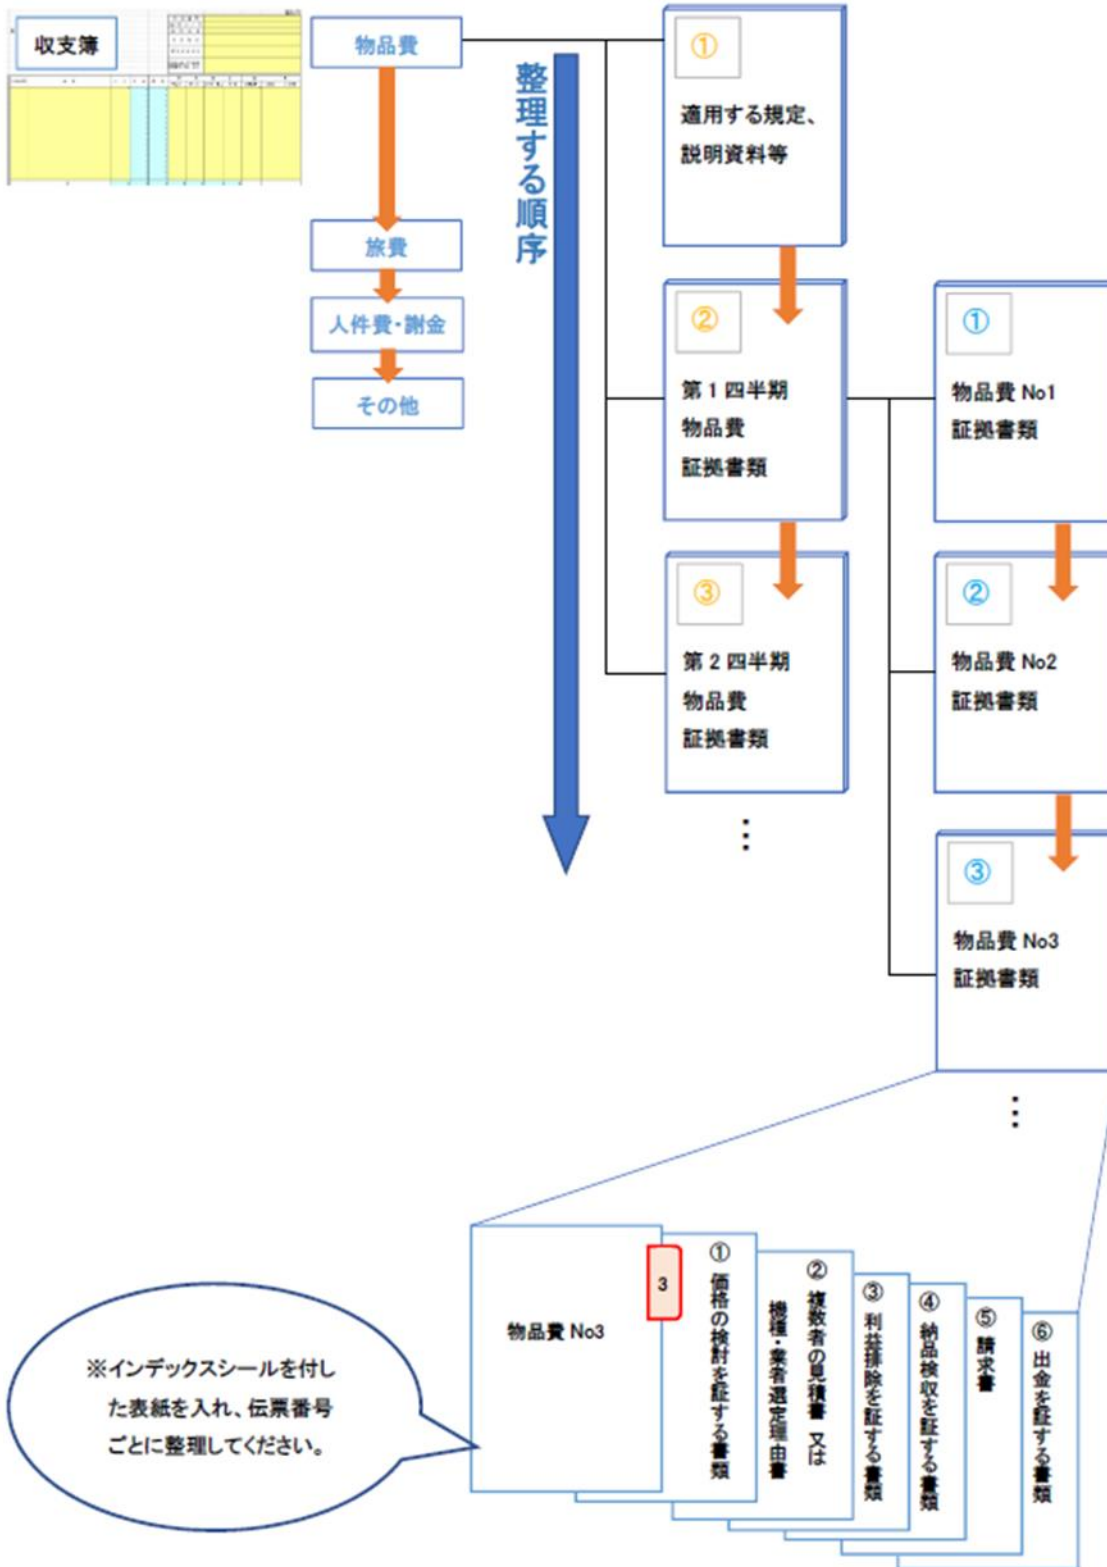 収支簿
物品費
旅費
人件費・謝金
その他
整理する順序
①
適用する規定、
説明資料等
②
第1四半期
物品費
証拠書類
③
第2四半期
物品費
証拠書類
⋮
①
物品費 No1
証拠書類
②
物品費 No2
証拠書類
③
物品費 No3
証拠書類
⋮
※インデックスシールを付し
た表紙を入れ、伝票番号
ごとに整理してください。
物品費 No3
3
① 価格の検討を証する書類
② 複数者の見積書 又は
機種・業者選定理由書
③ 利益排除を証する書類
④ 納品検収を証する書類
⑤ 請求書
⑥ 出金を証する書類